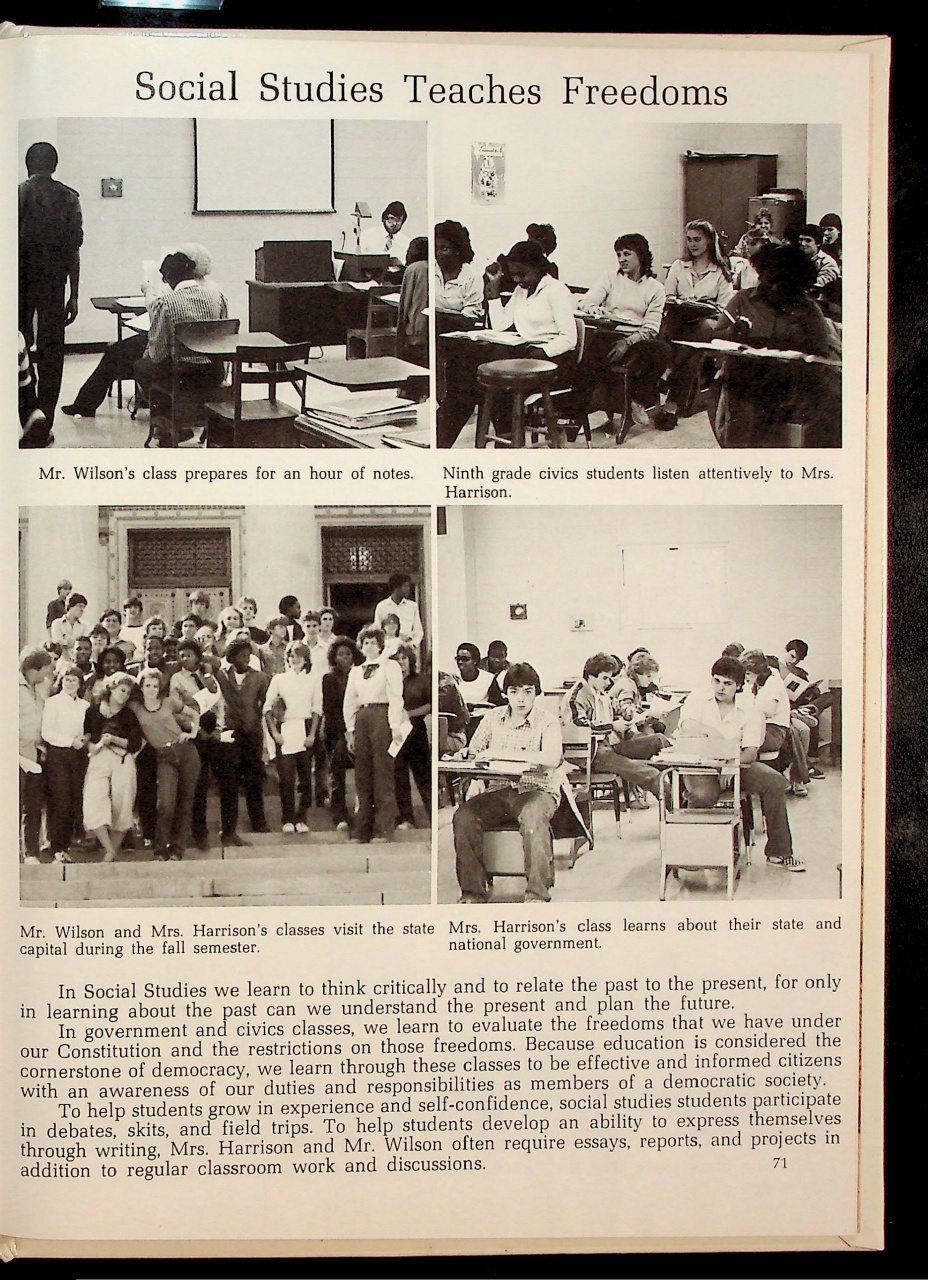 Social Studies Teaches Freedoms
Mr. Wilson's class prepares for an hour of notes.
Ninth grade civics students listen attentively to Mrs.
Harrison.
Mr. Wilson and Mrs. Harrison's classes visit the state
capital during the fall semester.
Mrs. Harrison's class learns about their state and
national government.
In Social Studies we learn to think critically and to relate the past to the present, for only
in learning about the past can we understand the present and plan the future.
In government and civics classes, we learn to evaluate the freedoms that we have under
our Constitution and the restrictions on those freedoms. Because education is considered the
cornerstone of democracy, we learn through these classes to be effective and informed citizens
with an awareness of our duties and responsibilities as members of a democratic society.
To help students grow in experience and self-confidence, social studies students participate
in debates, skits, and field trips. To help students develop an ability to express themselves
through writing, Mrs. Harrison and Mr. Wilson often require essays, reports, and projects in
addition to regular classroom work and discussions.
71